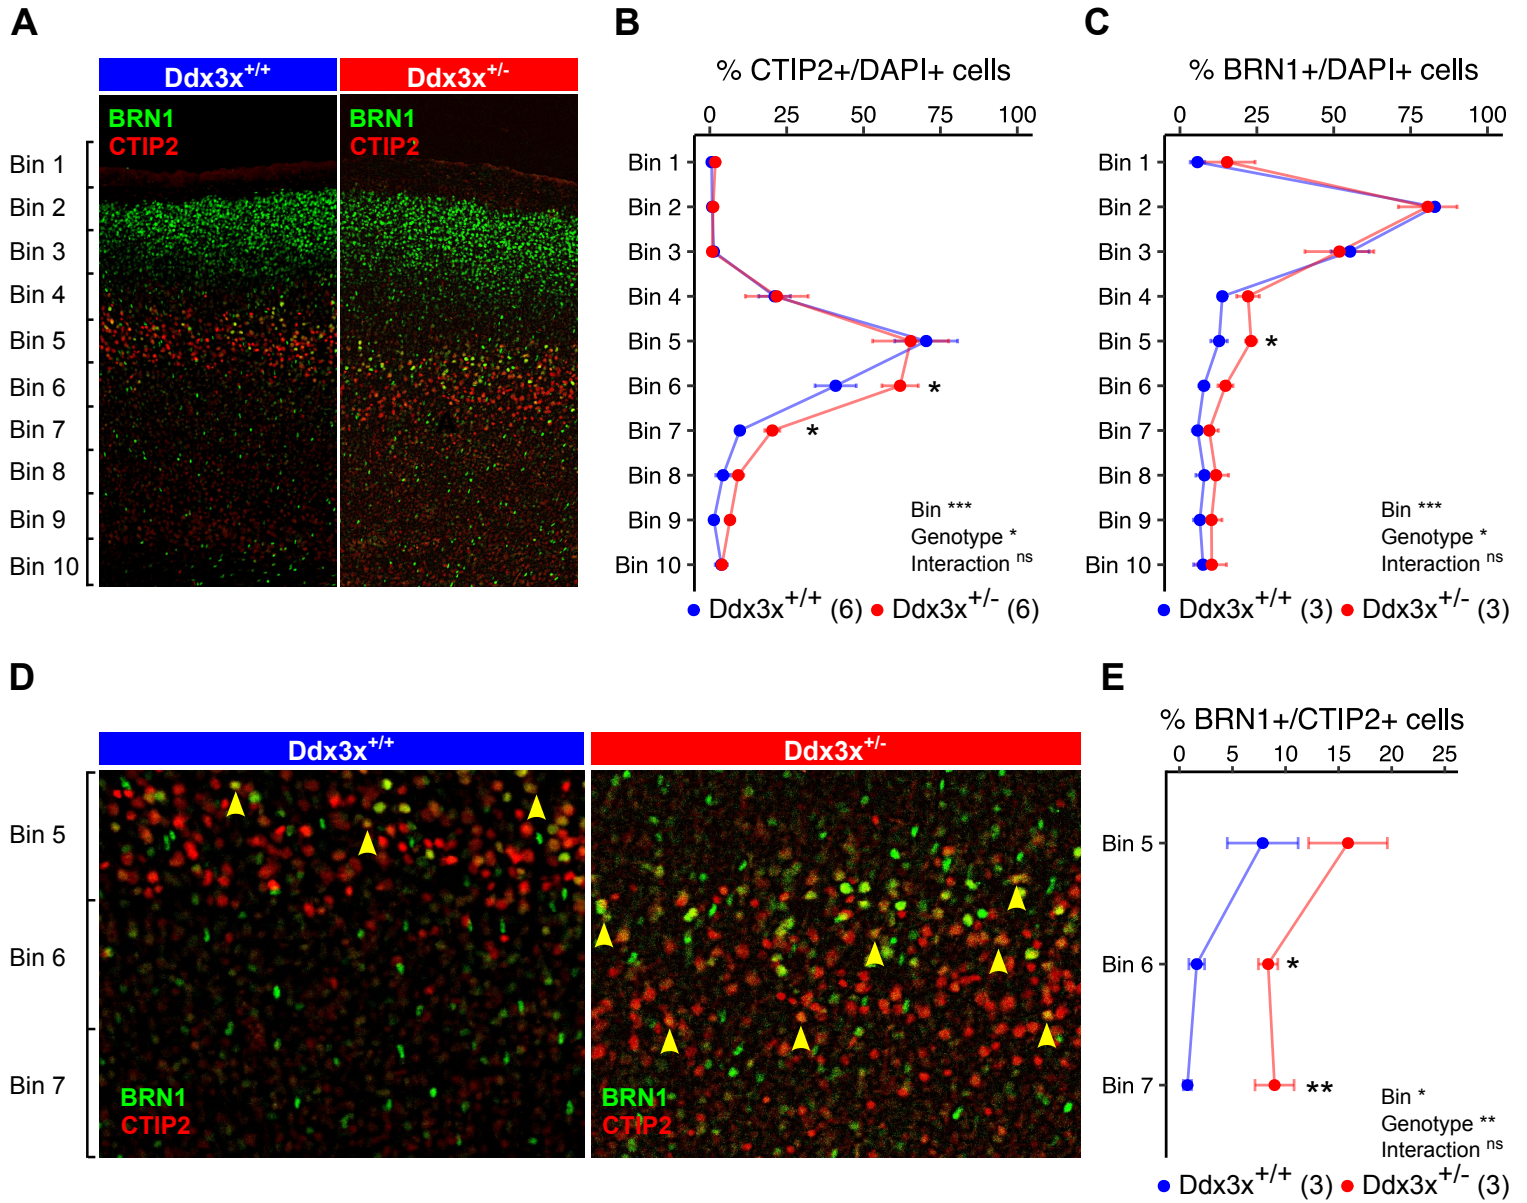 A
Ddx3x+/+
Ddx3x+/-
BRN1
CTIP2
BRN1
CTIP2
Bin 1
Bin 2
Bin 3
Bin 4
Bin 5
Bin 6
Bin 7
Bin 8
Bin 9
Bin 10
B
% CTIP2+/DAPI+ cells
0 25 50 75 100
Bin 1
Bin 2
Bin 3
Bin 4
Bin 5
Bin 6 *
Bin 7 *
Bin 8
Bin 9
Bin 10
Bin ***
Genotype *
Interaction ns
Ddx3x+/+ (6) Ddx3x+/- (6)
C
% BRN1+/DAPI+ cells
0 25 50 75 100
Bin 1
Bin 2
Bin 3
Bin 4
Bin 5 *
Bin 6
Bin 7
Bin 8
Bin 9
Bin 10
Bin ***
Genotype *
Interaction ns
Ddx3x+/+ (3) Ddx3x+/- (3)
D
Ddx3x+/+
Ddx3x+/-
Bin 5
Bin 6
Bin 7
BRN1
CTIP2
BRN1
CTIP2
E
% BRN1+/CTIP2+ cells
0 5 10 15 20 25
Bin 5
Bin 6 *
Bin 7 **
Bin *
Genotype **
Interaction ns
Ddx3x+/+ (3) Ddx3x+/- (3)